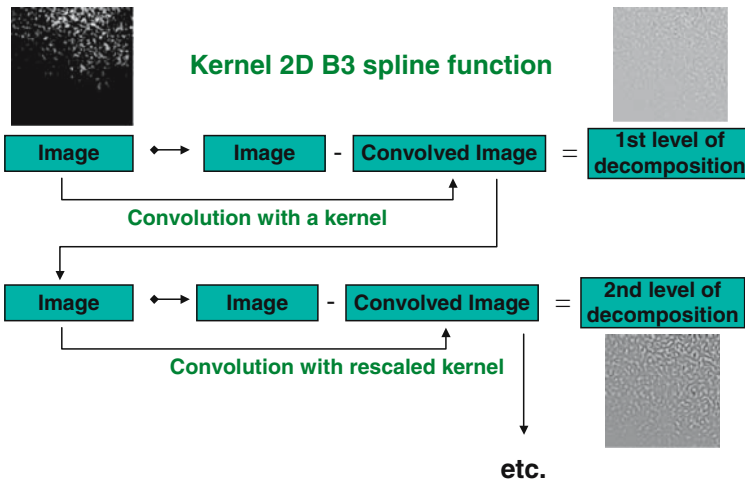 Kernel 2D B3 spline function
Image
Image - Convolved Image = 1st level of
decomposition
Convolution with a kernel
Image
Image - Convolved Image = 2nd level of
decomposition
Convolution with rescaled kernel
etc.